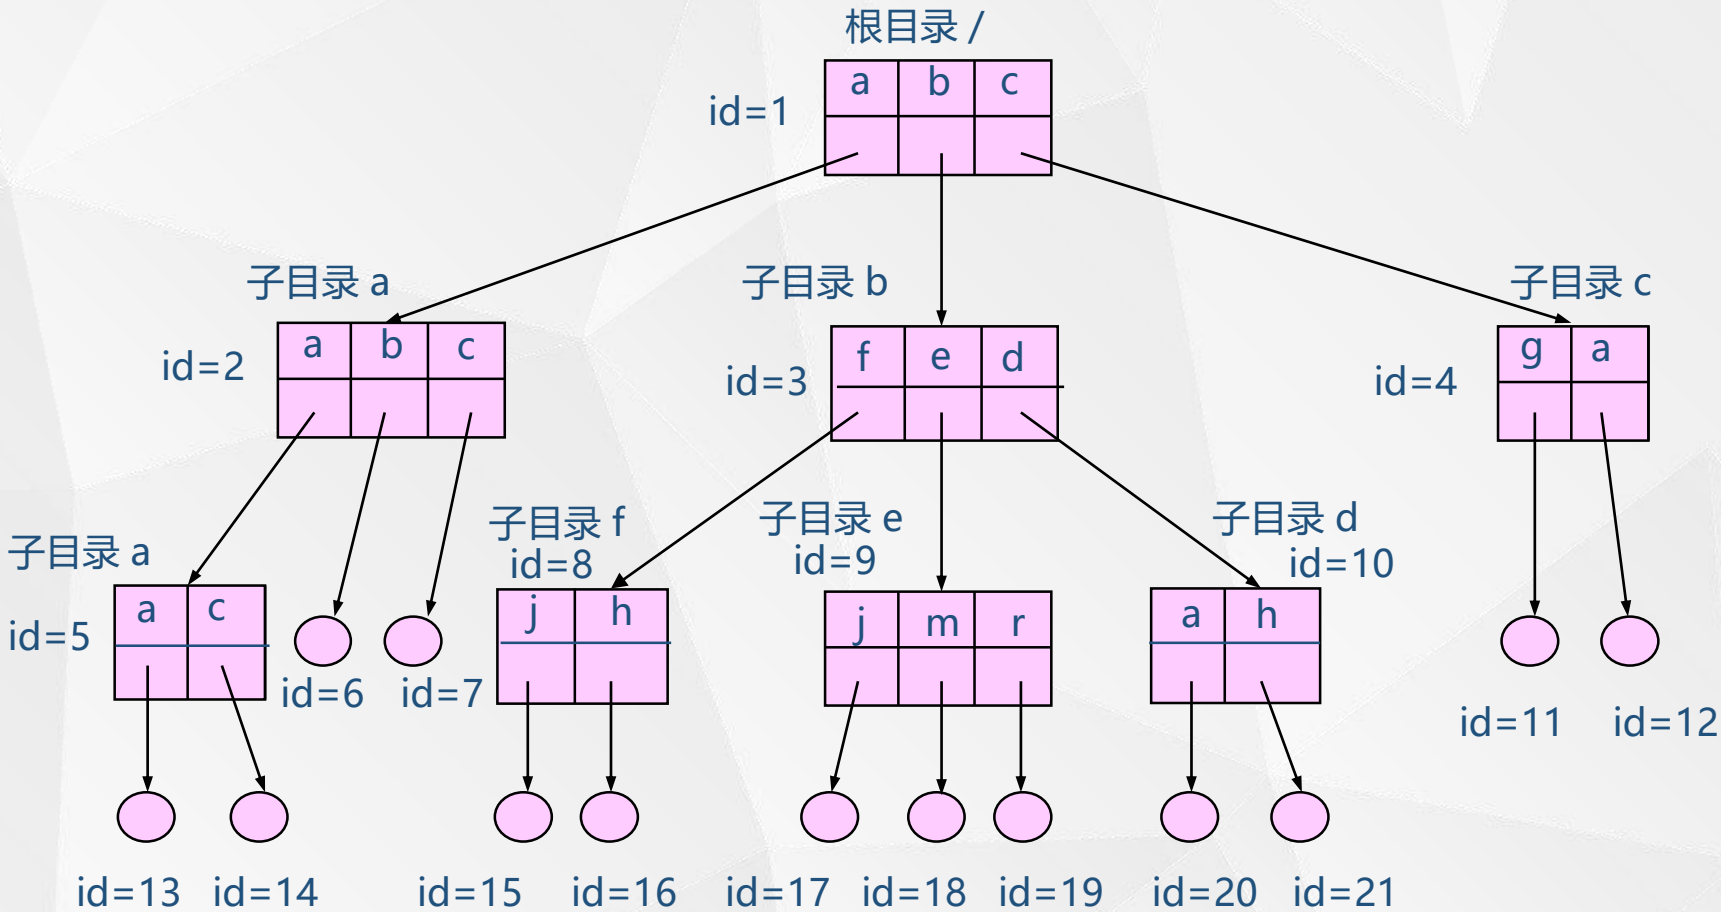 根目录 /
a b c
id=1
子目录 a
子目录 b
子目录 c
a b c
id=2
f e d
id=3
g a
id=4
子目录 a
a c
id=5
id=6
id=7
子目录 f
id=8
j h
子目录 e
id=9
j m r
子目录 d
id=10
a h
id=11
id=12
id=13
id=14
id=15
id=16
id=17
id=18
id=19
id=20
id=21